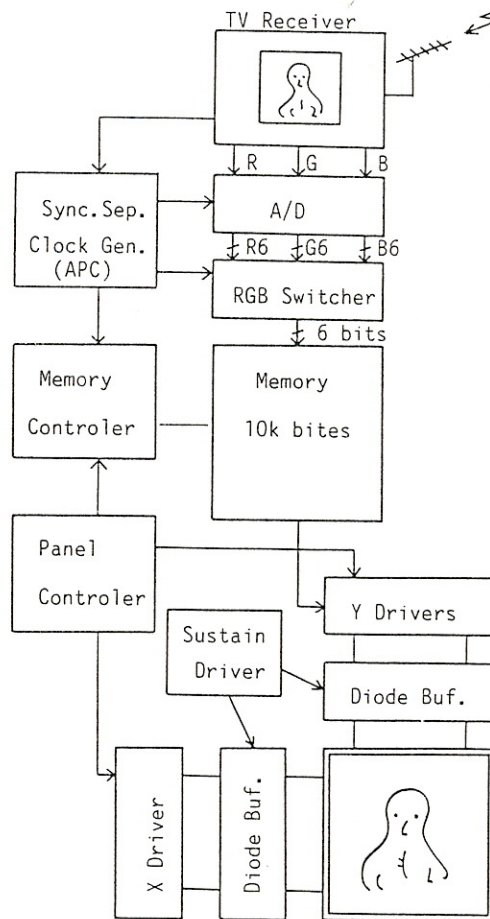 TV Receiver
R G B
Sync.Sep.
Clock Gen.
(APC)
A/D
R6 G6 B6
RGB Switcher
6 bits
Memory
Controler
Memory
10k bites
Panel
Controler
Y Drivers
Sustain
Driver
Diode Buf.
X Driver
Diode Buf.